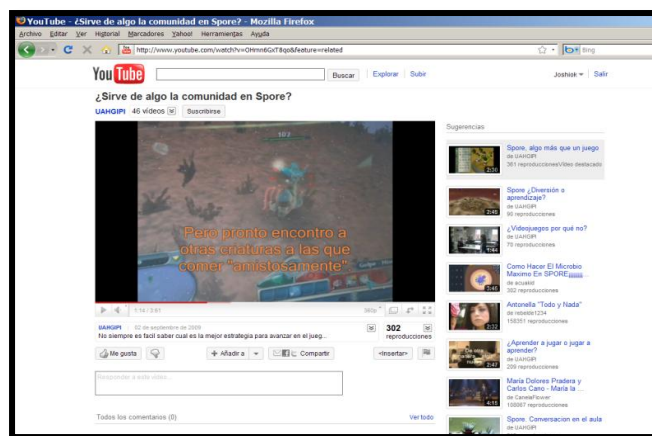 YouTube - ¿Sirve de algo la comunidad en Spore? - Mozilla Firefox
Archivo Editar Ver Historial Marcadores Yahoo! Herramientas Ayuda
http://www.youtube.com/watch?v=OHmn6GxT8qo&feature=related
Bing
YouTube
Buscar
Explorar
Subir
Joshiok
Salir
¿Sirve de algo la comunidad en Spore?
UAHGIPI 46 vídeos
Suscribirse
Pero pronto encontro a
otras criaturas a las que
comer "amistosamente"
1:14 / 3:51
360p
UAHGIPI
02 de septiembre de 2009
No siempre es facil saber cual es la mejor estrategia para avanzar en el jueg...
302
reproducciones
Me gusta
Añadir a
Compartir
<Insertar>
Responder a este vídeo...
Todos los comentarios (0)
Ver todo
Sugerencias
Spore, algo más que un juego
de UAHGIPI
361 reproducciones Vídeo destacado
2:30
Spore ¿Diversión o
aprendizaje?
de UAHGIPI
90 reproducciones
2:45
¿Videojuegos por qué no?
de UAHGIPI
79 reproducciones
1:44
Como Hacer El Microbio
Maximo En SPORE
de acuakid
362 reproducciones
3:46
Antonella "Todo y Nada"
de rebelde1234
158351 reproducciones
2:32
¿Aprender a jugar o jugar a
aprender?
de UAHGIPI
209 reproducciones
2:47
María Dolores Pradera y
Carlos Cano - María la ...
de CanelaFlower
198867 reproducciones
4:15
Spore. Conversacion en el aula
de UAHGIPI